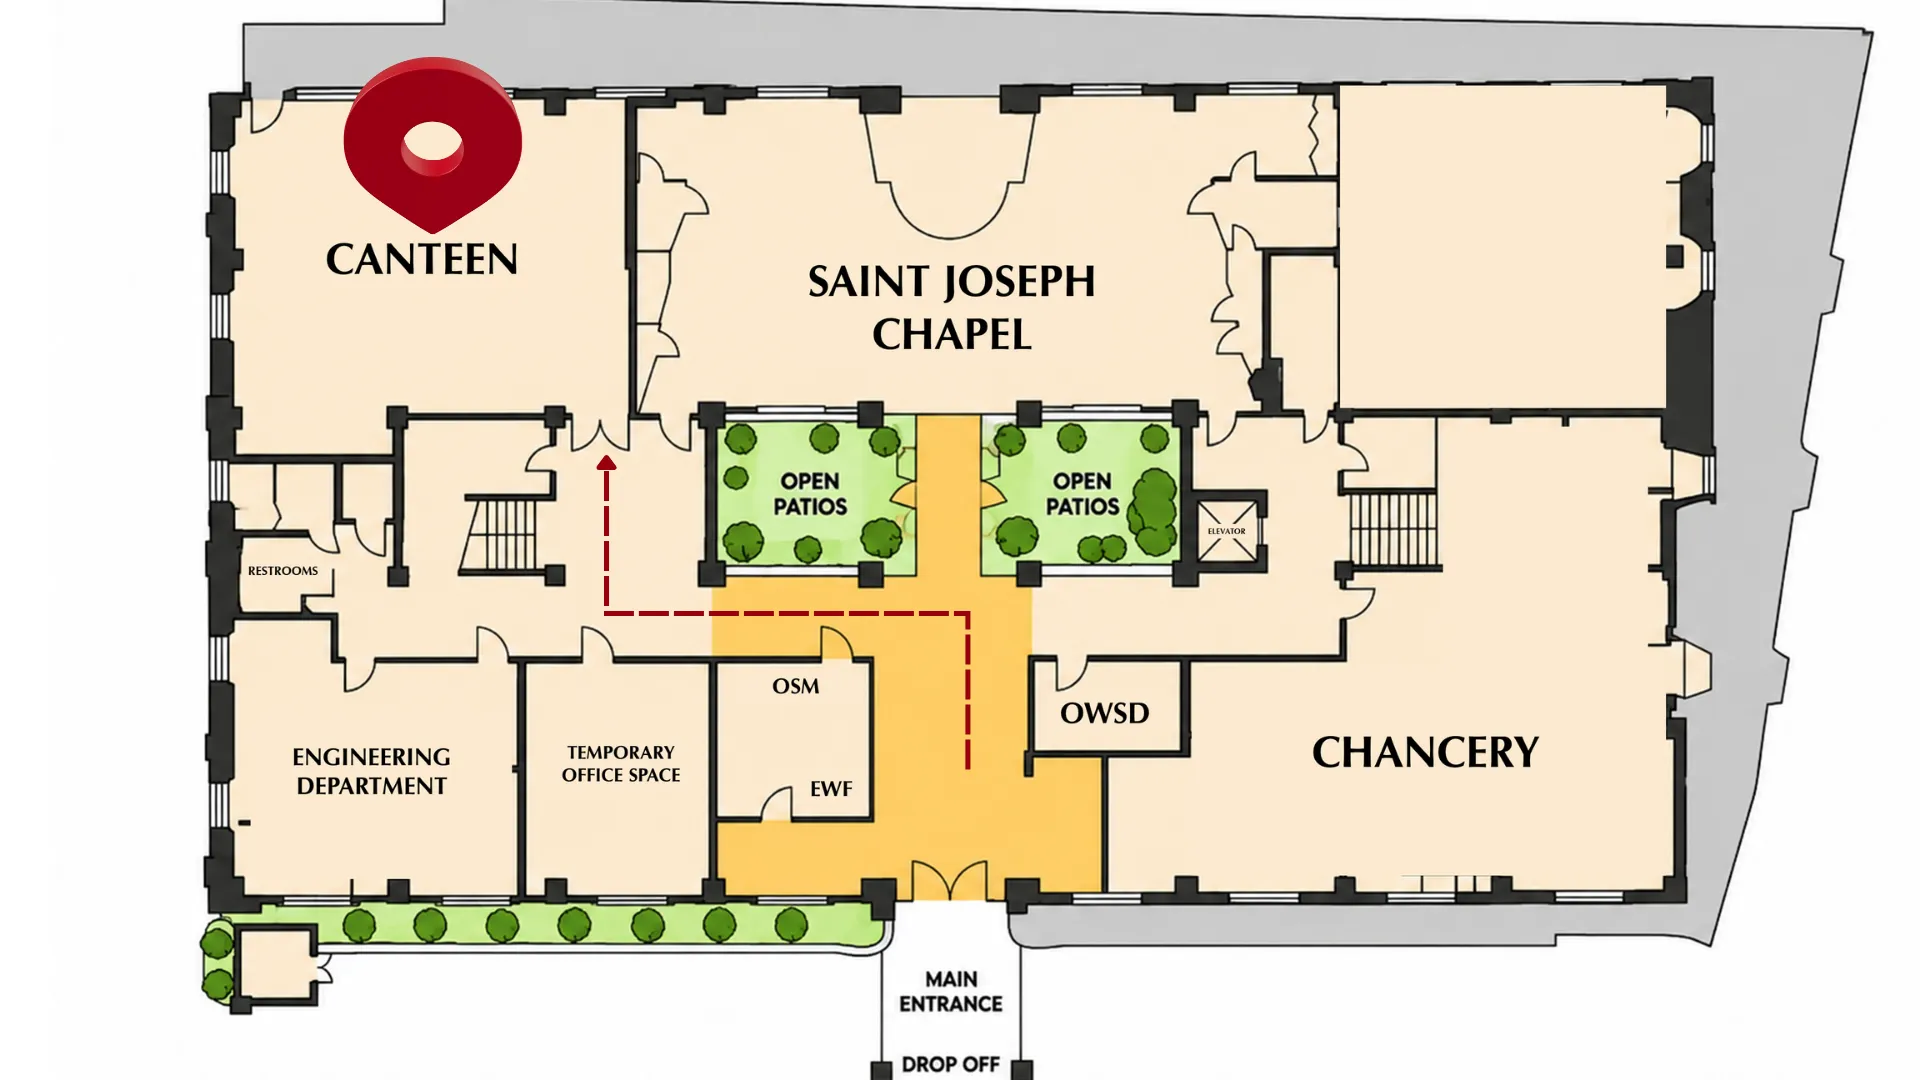 CANTEEN
SAINT JOSEPH
CHAPEL
OPEN
PATIOS
OPEN
PATIOS
ELEVATOR
RESTROOMS
OSM
OWSD
ENGINEERING
DEPARTMENT
TEMPORARY
OFFICE SPACE
EWF
CHANCERY
MAIN
ENTRANCE
DROP OFF